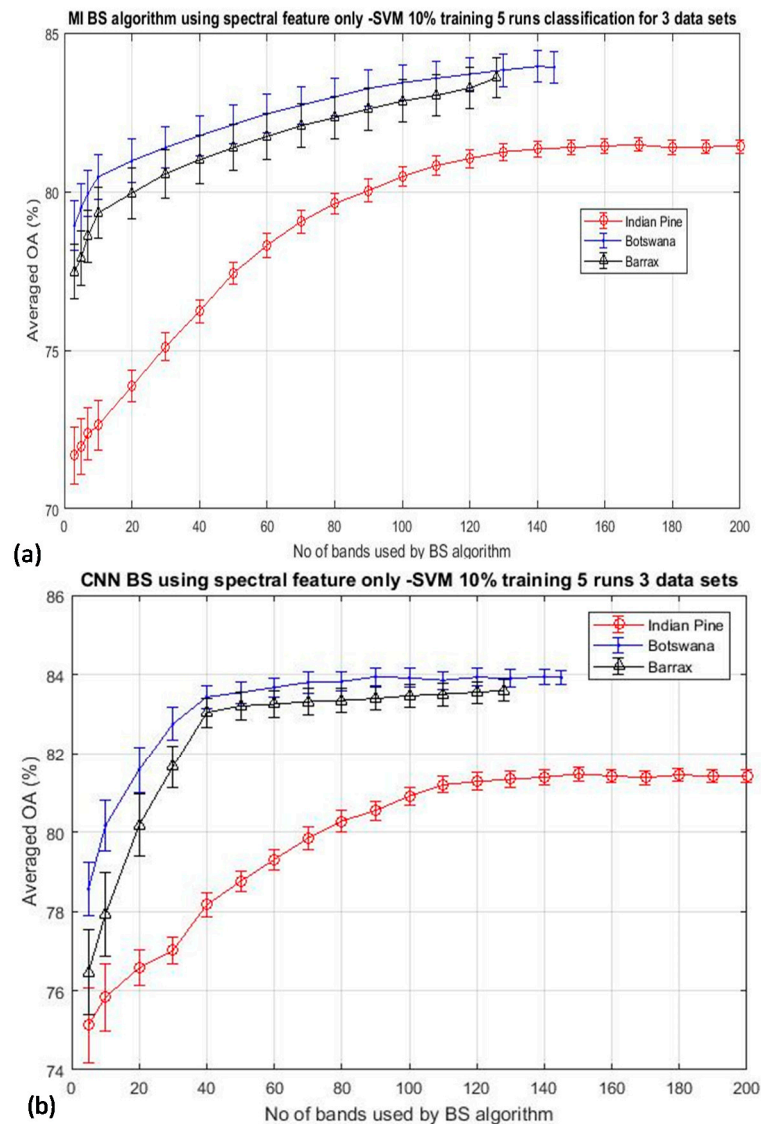 MI BS algorithm using spectral feature only -SVM 10% training 5 runs classification for 3 data sets
85
80
75
70
Averaged OA (%)
Indian Pine
Botswana
Barrax
0 20 40 60 80 100 120 140 160 180 200
No of bands used by BS algorithm
(a)
CNN BS using spectral feature only -SVM 10% training 5 runs 3 data sets
86
84
82
80
78
76
74
Averaged OA (%)
Indian Pine
Botswana
Barrax
0 20 40 60 80 100 120 140 160 180 200
No of bands used by BS algorithm
(b)